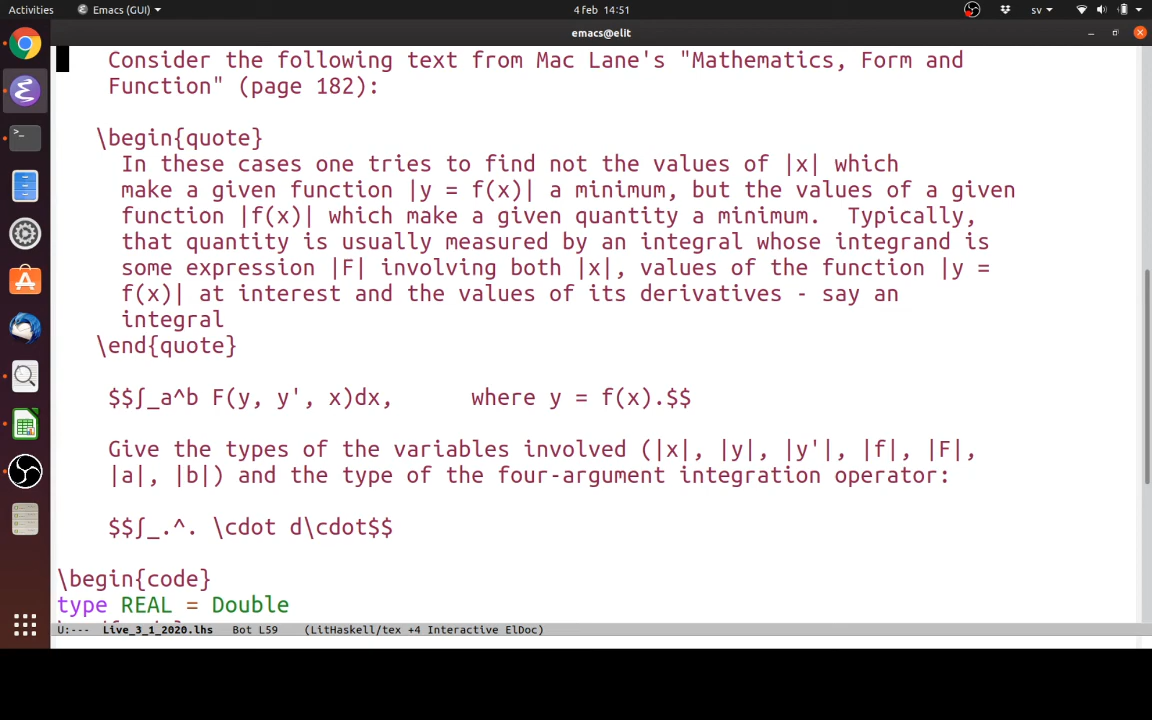 Activities
Emacs (GUI)
4 feb 14:51
sv
emacs@elit
Consider the following text from Mac Lane's "Mathematics, Form and
Function" (page 182):
\begin{quote}
In these cases one tries to find not the values of |x| which
make a given function |y = f(x)| a minimum, but the values of a given
function |f(x)| which make a given quantity a minimum.  Typically,
that quantity is usually measured by an integral whose integrand is
some expression |F| involving both |x|, values of the function |y =
f(x)| at interest and the values of its derivatives - say an
integral
\end{quote}
$$∫_a^b F(y, y', x)dx,      where y = f(x).$$
Give the types of the variables involved (|x|, |y|, |y'|, |f|, |F|,
|a|, |b|) and the type of the four-argument integration operator:
$$∫_.^. \cdot d\cdot$$
\begin{code}
type REAL = Double
U:---  Live_3_1_2020.lhs   Bot L59    (LitHaskell/tex +4 Interactive ElDoc)